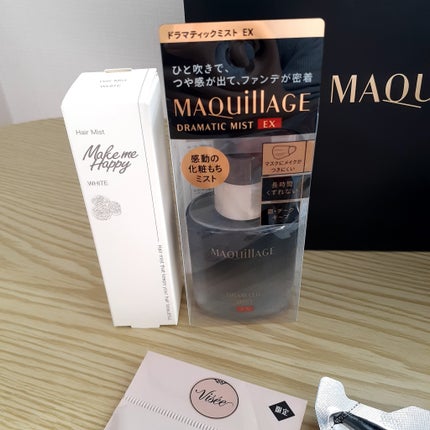 Hair Mist
WHITE
Hair Mist
Make me
Happy
WHITE
ドラマティックミスト EX
ひと吹きで、
つや感が出て、ファンデが密着
MAQuillAGE
DRAMATIC MIST EX
感動の
化粧もち
ミスト
マスクにメイクが
つきにくい
長時間
くずれない
MAQuillAGE
EX
MAQu
Visée
限定